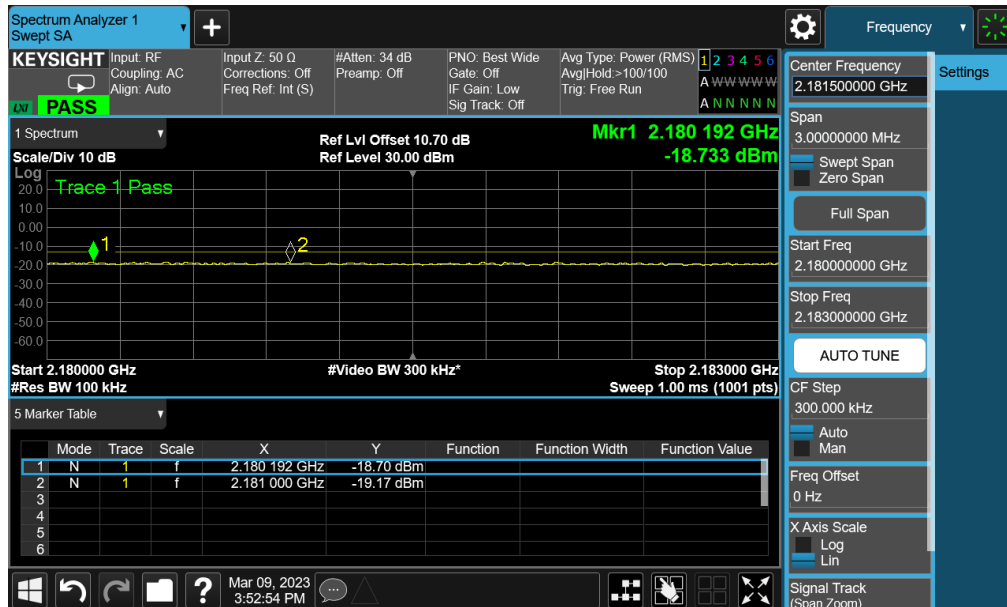 Spectrum Analyzer 1
Swept SA
+
Frequency
KEYSIGHT
LXI
PASS
Input: RF
Coupling: AC
Align: Auto
Input Z: 50 Ω
Corrections: Off
Freq Ref: Int (S)
#Atten: 34 dB
Preamp: Off
PNO: Best Wide
Gate: Off
IF Gain: Low
Sig Track: Off
Avg Type: Power (RMS)
Avg|Hold:>100/100
Trig: Free Run
1 2 3 4 5 6
A W W W W W
A N N N N N
1 Spectrum
Scale/Div 10 dB
Ref Lvl Offset 10.70 dB
Ref Level 30.00 dBm
Mkr1 2.180 192 GHz
-18.733 dBm
Log
Trace 1 Pass
20.0
10.0
0.00
-10.0
-20.0
-30.0
-40.0
-50.0
-60.0
1
2
Start 2.180000 GHz
#Video BW 300 kHz*
Stop 2.183000 GHz
#Res BW 100 kHz
Sweep 1.00 ms (1001 pts)
5 Marker Table
Mode Trace Scale X Y Function Function Width Function Value
1 N 1 f 2.180 192 GHz -18.70 dBm
2 N 1 f 2.181 000 GHz -19.17 dBm
3
4
5
6
?
Mar 09, 2023
3:52:54 PM
Center Frequency
2.181500000 GHz
Settings
Span
3.00000000 MHz
Swept Span
Zero Span
Full Span
Start Freq
2.180000000 GHz
Stop Freq
2.183000000 GHz
AUTO TUNE
CF Step
300.000 kHz
Auto
Man
Freq Offset
0 Hz
X Axis Scale
Log
Lin
Signal Track
(Span Zoom)